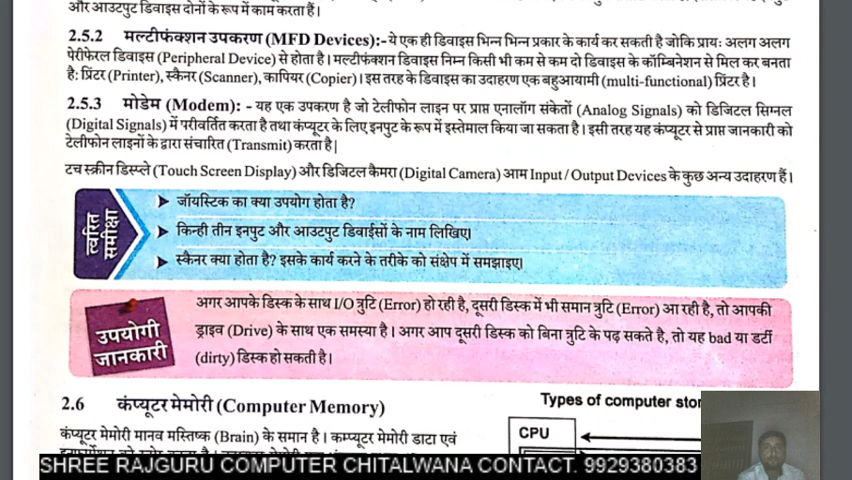 और आउटपुट डिवाइस दोनों के रूप में काम करता हैं।
2.5.2 मल्टीफंक्शन उपकरण (MFD Devices):- ये एक ही डिवाइस भिन्न भिन्न प्रकार के कार्य कर सकती है जोकि प्रायः अलग अलग
पेरीफेरल डिवाइस (Peripheral Device) से होता है। मल्टीफंक्शन डिवाइस निम्न किसी भी कम से कम दो डिवाइस के कॉम्बिनेशन से मिल कर बनता
है: प्रिंटर (Printer), स्कैनर (Scanner), कापियर (Copier)। इस तरह के डिवाइस का उदाहरण एक बहुआयामी (multi-functional) प्रिंटर है।
2.5.3 मोडेम (Modem): - यह एक उपकरण है जो टेलीफोन लाइन पर प्राप्त एनालॉग संकेतों (Analog Signals) को डिजिटल सिग्नल
(Digital Signals) में परीवर्तित करता है तथा कंप्यूटर के लिए इनपुट के रूप में इस्तेमाल किया जा सकता है। इसी तरह यह कंप्यूटर से प्राप्त जानकारी को
टेलीफोन लाइनों के द्वारा संचारित (Transmit) करता है|
टच स्क्रीन डिस्प्ले (Touch Screen Display) और डिजिटल कैमरा (Digital Camera) आम Input / Output Devices के कुछ अन्य उदाहरण हैं।
त्वरित समीक्षा
जॉयस्टिक का क्या उपयोग होता है?
किन्ही तीन इनपुट और आउटपुट डिवाईसों के नाम लिखिए|
स्कैनर क्या होता है? इसके कार्य करने के तरीके को संक्षेप में समझाइए|
उपयोगी
जानकारी
अगर आपके डिस्क के साथ I/O त्रुटि (Error) हो रही है, दूसरी डिस्क में भी समान त्रुटि (Error) आ रही है, तो आपकी
ड्राइव (Drive) के साथ एक समस्या है। अगर आप दूसरी डिस्क को बिना त्रुटि के पढ़ सकते है, तो यह bad या डर्टी
(dirty) डिस्क हो सकती है।
2.6 कंप्यूटर मेमोरी (Computer Memory)
Types of computer stor
कंप्यूटर मेमोरी मानव मस्तिष्क (Brain) के समान है। कम्प्यूटर मेमोरी डाटा एवं
CPU
SHREE RAJGURU COMPUTER CHITALWANA CONTACT. 9929380383